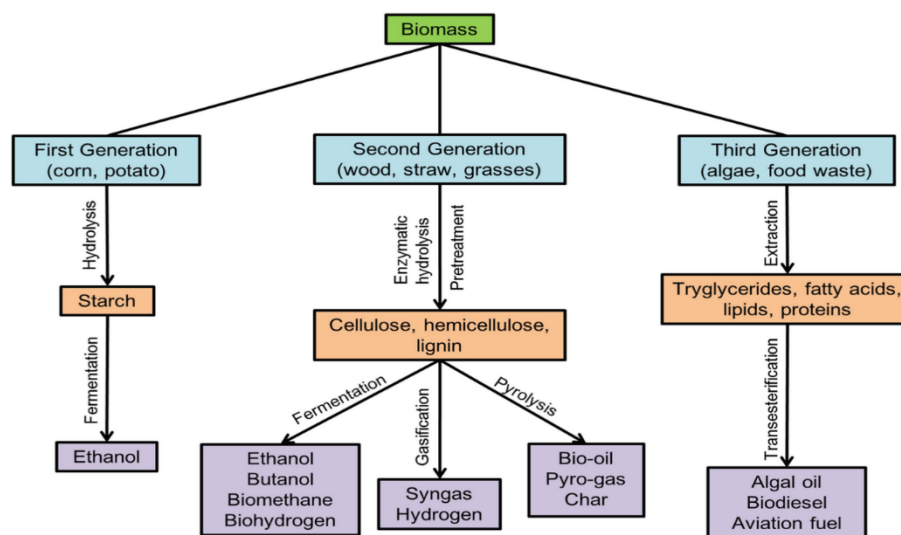 Biomass
First Generation
(corn, potato)
Second Generation
(wood, straw, grasses)
Third Generation
(algae, food waste)
Hydrolysis
Enzymatic
hydrolysis
Pretreatment
Extraction
Starch
Cellulose, hemicellulose,
lignin
Tryglycerides, fatty acids,
lipids, proteins
Fermentation
Fermentation
Gasification
Pyrolysis
Transesterification
Ethanol
Ethanol
Butanol
Biomethane
Biohydrogen
Syngas
Hydrogen
Bio-oil
Pyro-gas
Char
Algal oil
Biodiesel
Aviation fuel